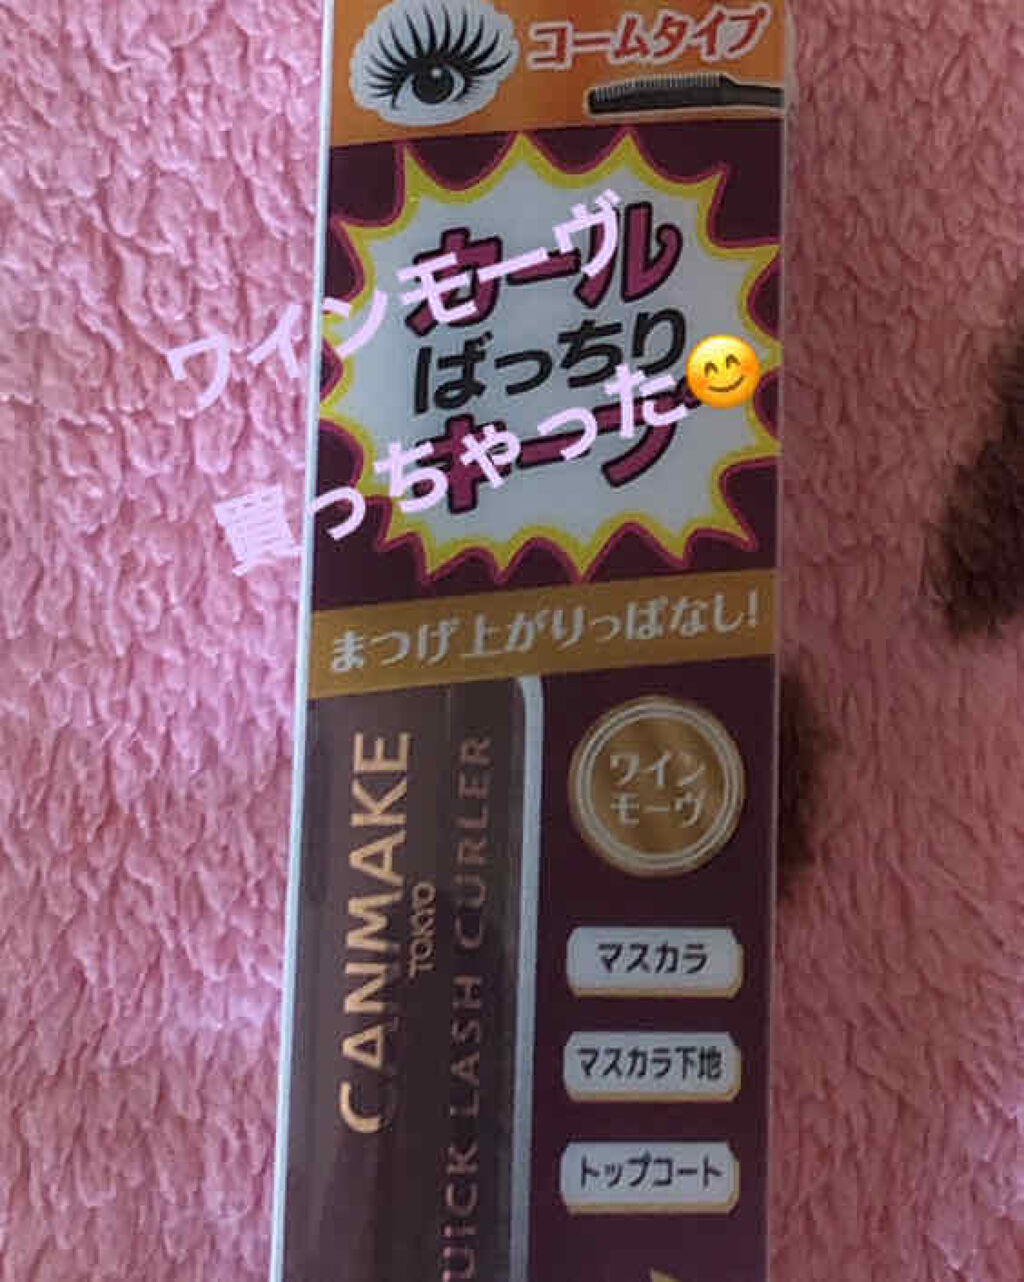 コームタイプ
カール
ばっちり
キープ
ワインモーヴ
買っちゃった😊
まつげ上がりっぱなし!
CANMAKE
TOKYO
UICK LASH CURLER
ワイン
モーヴ
マスカラ
マスカラ下地
トップコート